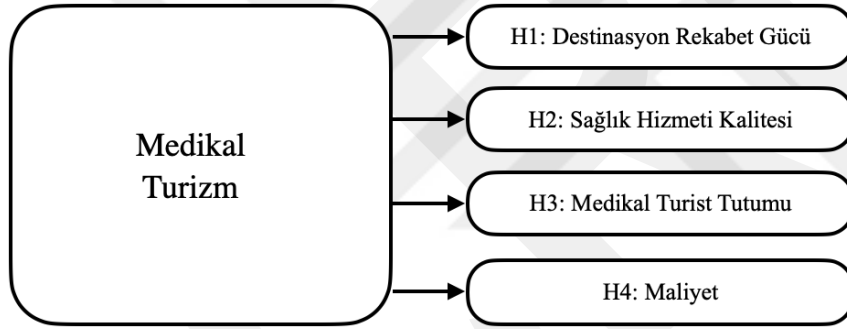 Medikal
Turizm
H1: Destinasyon Rekabet Gücü
H2: Sağlık Hizmeti Kalitesi
H3: Medikal Turist Tutumu
H4: Maliyet